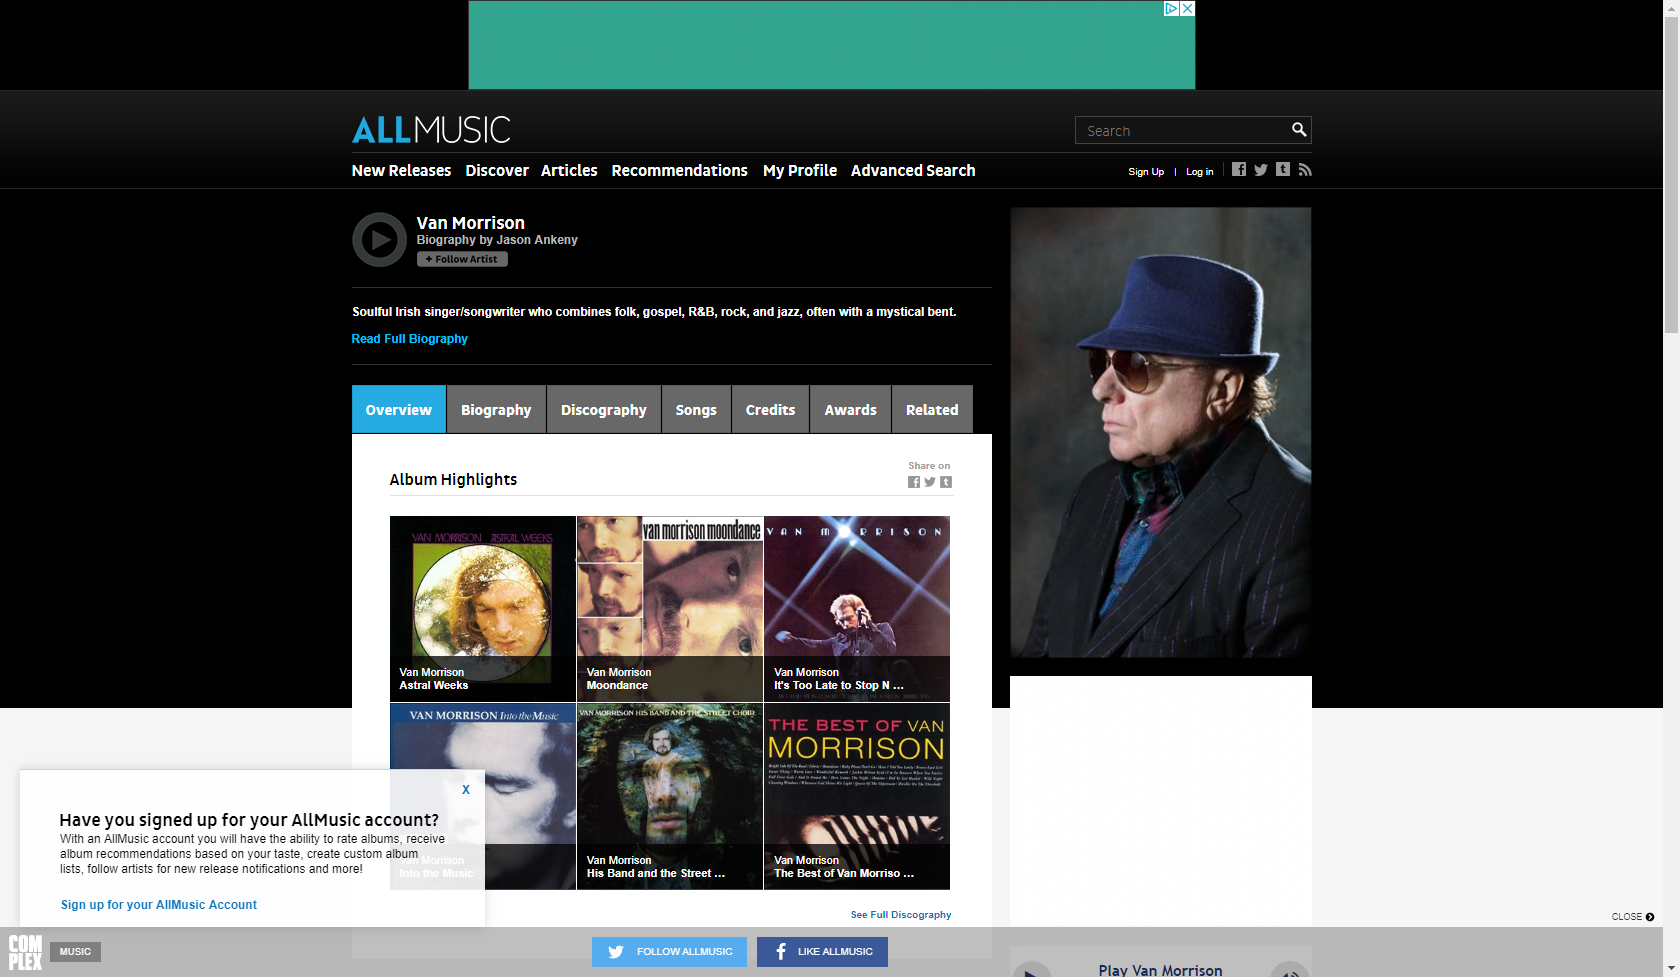 ALLMUSIC
Search
New Releases Discover Articles Recommendations My Profile Advanced Search
Sign Up | Log in
Van Morrison
Biography by Jason Ankeny
+ Follow Artist
Soulful Irish singer/songwriter who combines folk, gospel, R&B, rock, and jazz, often with a mystical bent.
Read Full Biography
Overview Biography Discography Songs Credits Awards Related
Share on
Album Highlights
VAN MORRISON ASTRAL WEEKS
van morrison moondance
VAN MORRISON
Van Morrison
Astral Weeks
Van Morrison
Moondance
Van Morrison
It's Too Late to Stop N ...
VAN MORRISON Into the Music
VAN MORRISON HIS BAND AND THE STREET CHOIR
THE BEST OF VAN
MORRISON
Van Morrison
Into the Music
Van Morrison
His Band and the Street ...
Van Morrison
The Best of Van Morriso ...
X
Have you signed up for your AllMusic account?
With an AllMusic account you will have the ability to rate albums, receive
album recommendations based on your taste, create custom album
lists, follow artists for new release notifications and more!
Sign up for your AllMusic Account
See Full Discography
CLOSE
COMPLEX
MUSIC
FOLLOW ALLMUSIC
LIKE ALLMUSIC
Play Van Morrison